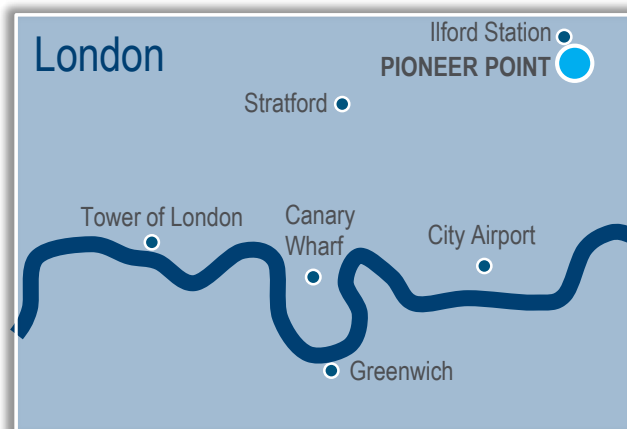 London
Ilford Station
PIONEER POINT
Stratford
Tower of London
Canary
Wharf
City Airport
Greenwich